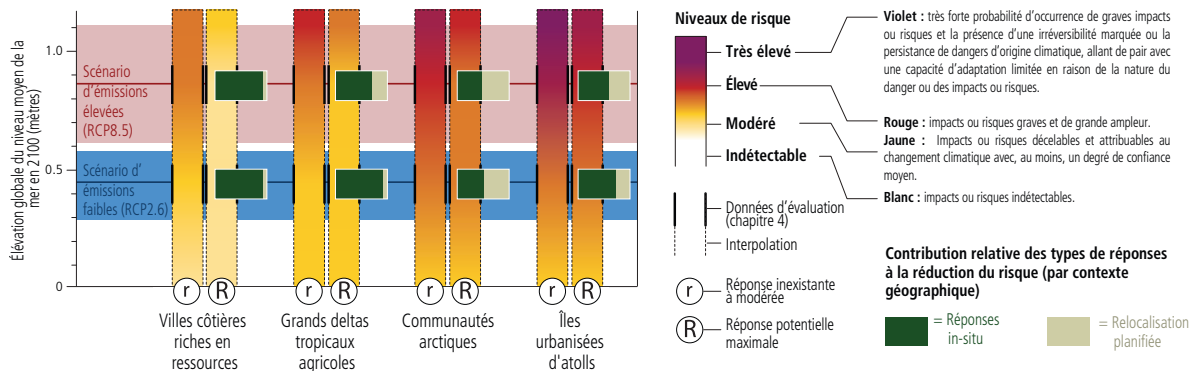 Élévation globale du niveau moyen de la
mer en 2100 (mètres)
1.0
0.5
0
Scénario
d'émissions
élevées
(RCP8.5)
Scénario d'
émissions
faibles (RCP2.6)
r
R
r
R
r
R
r
R
Villes côtières
riches en
ressources
Grands deltas
tropicaux
agricoles
Communautés
arctiques
Îles
urbanisées
d'atolls
Niveaux de risque
Très élevé
Élevé
Modéré
Indétectable
Données d'évaluation
(chapitre 4)
Interpolation
r
Réponse inexistante
à modérée
R
Réponse potentielle
maximale
Violet : très forte probabilité d'occurrence de graves impacts
ou risques et la présence d'une irréversibilité marquée ou la
persistance de dangers d'origine climatique, allant de pair avec
une capacité d'adaptation limitée en raison de la nature du
danger ou des impacts ou risques.
Rouge : impacts ou risques graves et de grande ampleur.
Jaune : Impacts ou risques décelables et attribuables au
changement climatique avec, au moins, un degré de confiance
moyen.
Blanc : impacts ou risques indétectables.
Contribution relative des types de réponses
à la réduction du risque (par contexte
géographique)
= Réponses
in-situ
= Relocalisation
planifiée